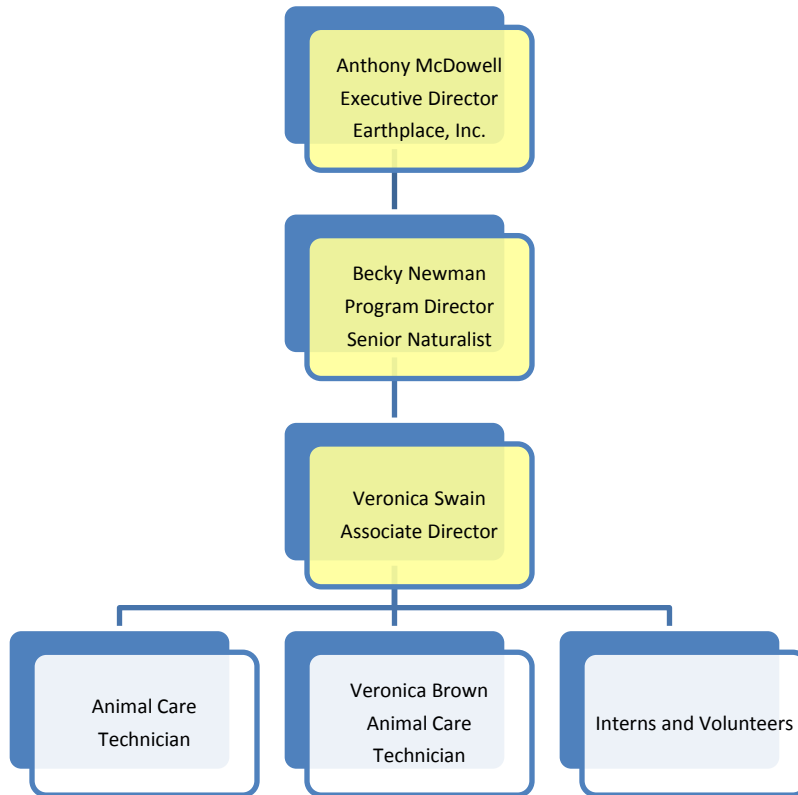 Anthony McDowell
Executive Director
Earthplace, Inc.
Becky Newman
Program Director
Senior Naturalist
Veronica Swain
Associate Director
Animal Care
Technician
Veronica Brown
Animal Care
Technician
Interns and Volunteers